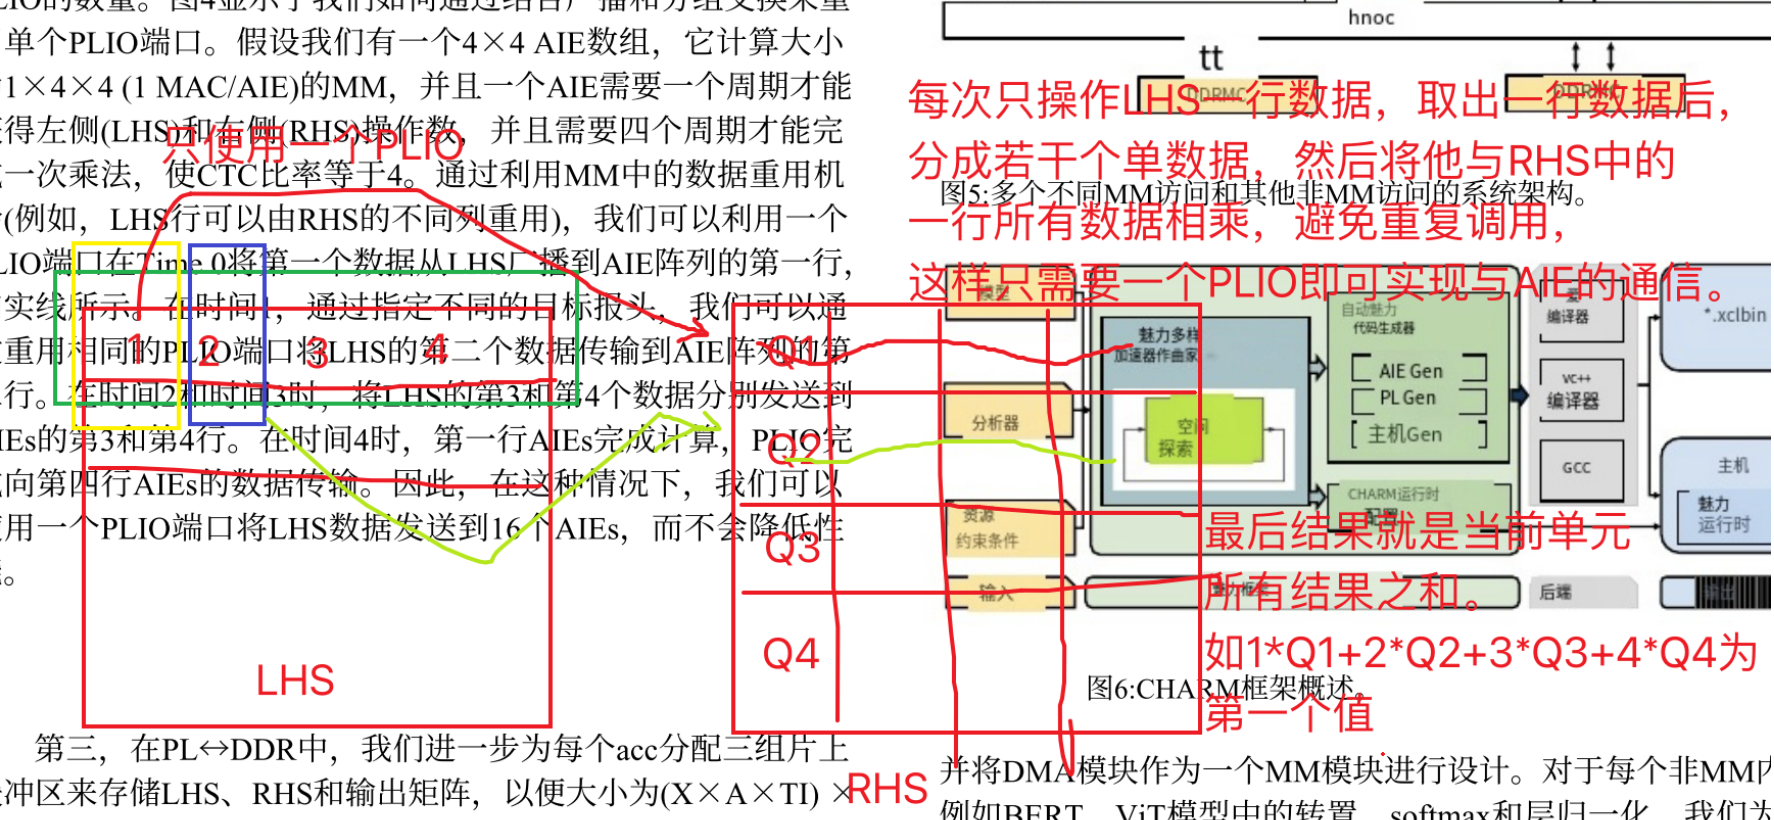 单个PLIO端口。假设我们有一个4×4 AIE数组，它计算大小
1×4×4 (1 MAC/AIE)的MM，并且一个AIE需要一个周期才能
得左侧(LHS)和右侧(RHS)操作数，并且需要四个周期才能完
一次乘法，使CTC比率等于4。通过利用MM中的数据重用机
(例如，LHS行可以由RHS的不同列重用)，我们可以利用一个
LIO端口在Time 0将第一个数据从LHS广播到AIE阵列的第一行，
实线所示。在时间1，通过指定不同的目标报头，我们可以通
重用相同的PLIO端口将LHS的第二个数据传输到AIE阵列的第
行。在时间2和时间3时，将LHS的第3和第4个数据分别发送到
IEs的第3和第4行。在时间4时，第一行AIEs完成计算，PLIO完
向第四行AIEs的数据传输。因此，在这种情况下，我们可以
用一个PLIO端口将LHS数据发送到16个AIEs，而不会降低性
。
第三，在PL↔DDR中，我们进一步为每个acc分配三组片上
冲区来存储LHS、RHS和输出矩阵，以便大小为(X×A×TI) ×
只使用一个PLIO
1 2 3 4
LHS
Q1
Q2
Q3
Q4
RHS
hnoc
tt
DDRMC
每次只操作LHS一行数据，取出一行数据后，
分成若干个单数据，然后将他与RHS中的
一行所有数据相乘，避免重复调用，
这样只需要一个PLIO即可实现与AIE的通信。
图5:多个不同MM访问和其他非MM访问的系统架构。
模型
分析器
资源
约束条件
输入
魅力多样
加速器作曲家
空间
探索
自动魅力
代码生成器
AIE Gen
PL Gen
主机Gen
CHARM运行时
配置
魅力框架
爱
编译器
vc++
编译器
GCC
后端
*.xclbin
主机
魅力
运行时
最后结果就是当前单元
所有结果之和。
如1*Q1+2*Q2+3*Q3+4*Q4为
第一个值
图6:CHARM框架概述。
并将DMA模块作为一个MM模块进行设计。对于每个非MM内
例如BERT、ViT模型中的转置、softmax和层归一化，我们为